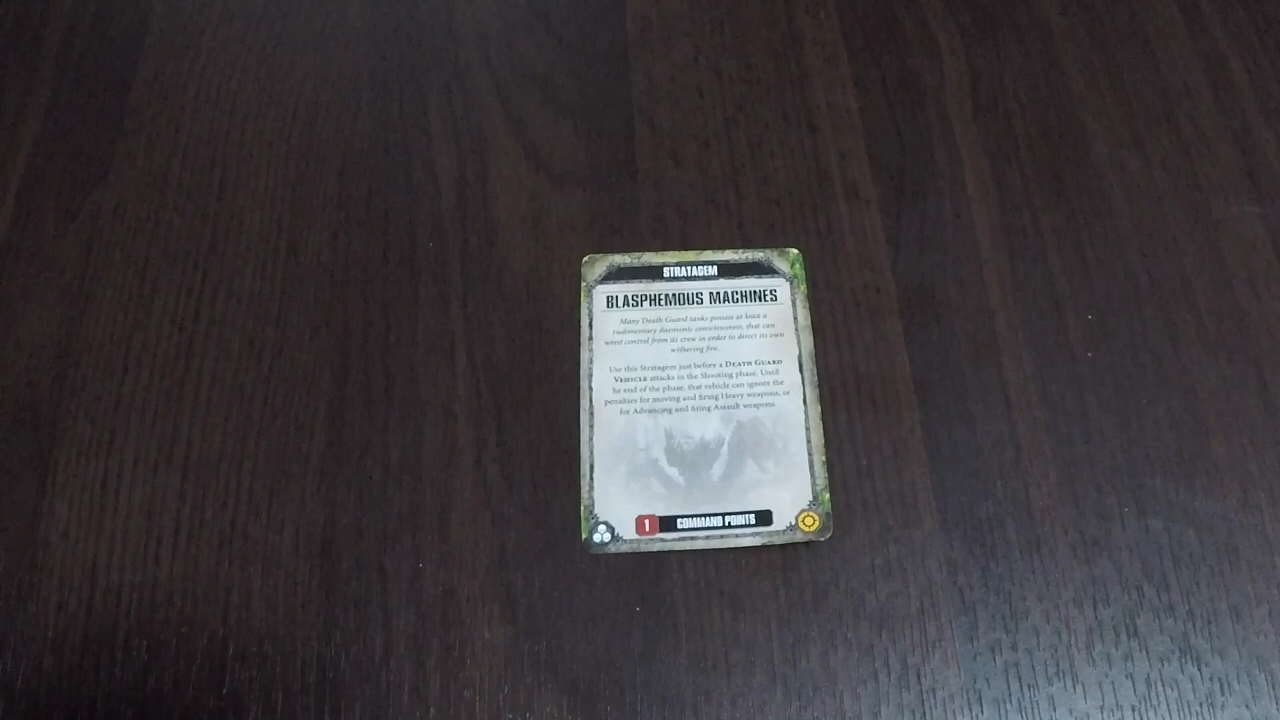 STRATAGEM
BLASPHEMOUS MACHINES
Many Death Guard tanks possess at least a
rudimentary daemonic consciousness, that can
wrest control from its crew in order to direct its own
withering fire.
Use this Stratagem just before a DEATH GUARD
VEHICLE attacks in the Shooting phase. Until
he end of the phase, that vehicle can ignore the
penalties for moving and firing Heavy weapons, or
for Advancing and firing Assault weapons.
1 COMMAND POINTS